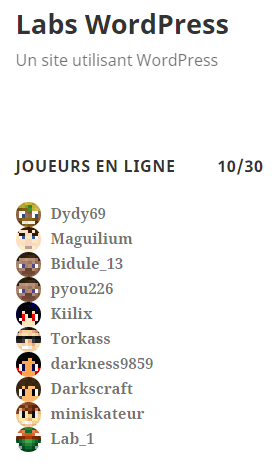 Labs WordPress
Un site utilisant WordPress
JOUEURS EN LIGNE 10/30
Dydy69
Maguilium
Bidule_13
pyou226
Kiilix
Torkass
darkness9859
Darkscraft
miniskateur
Lab_1